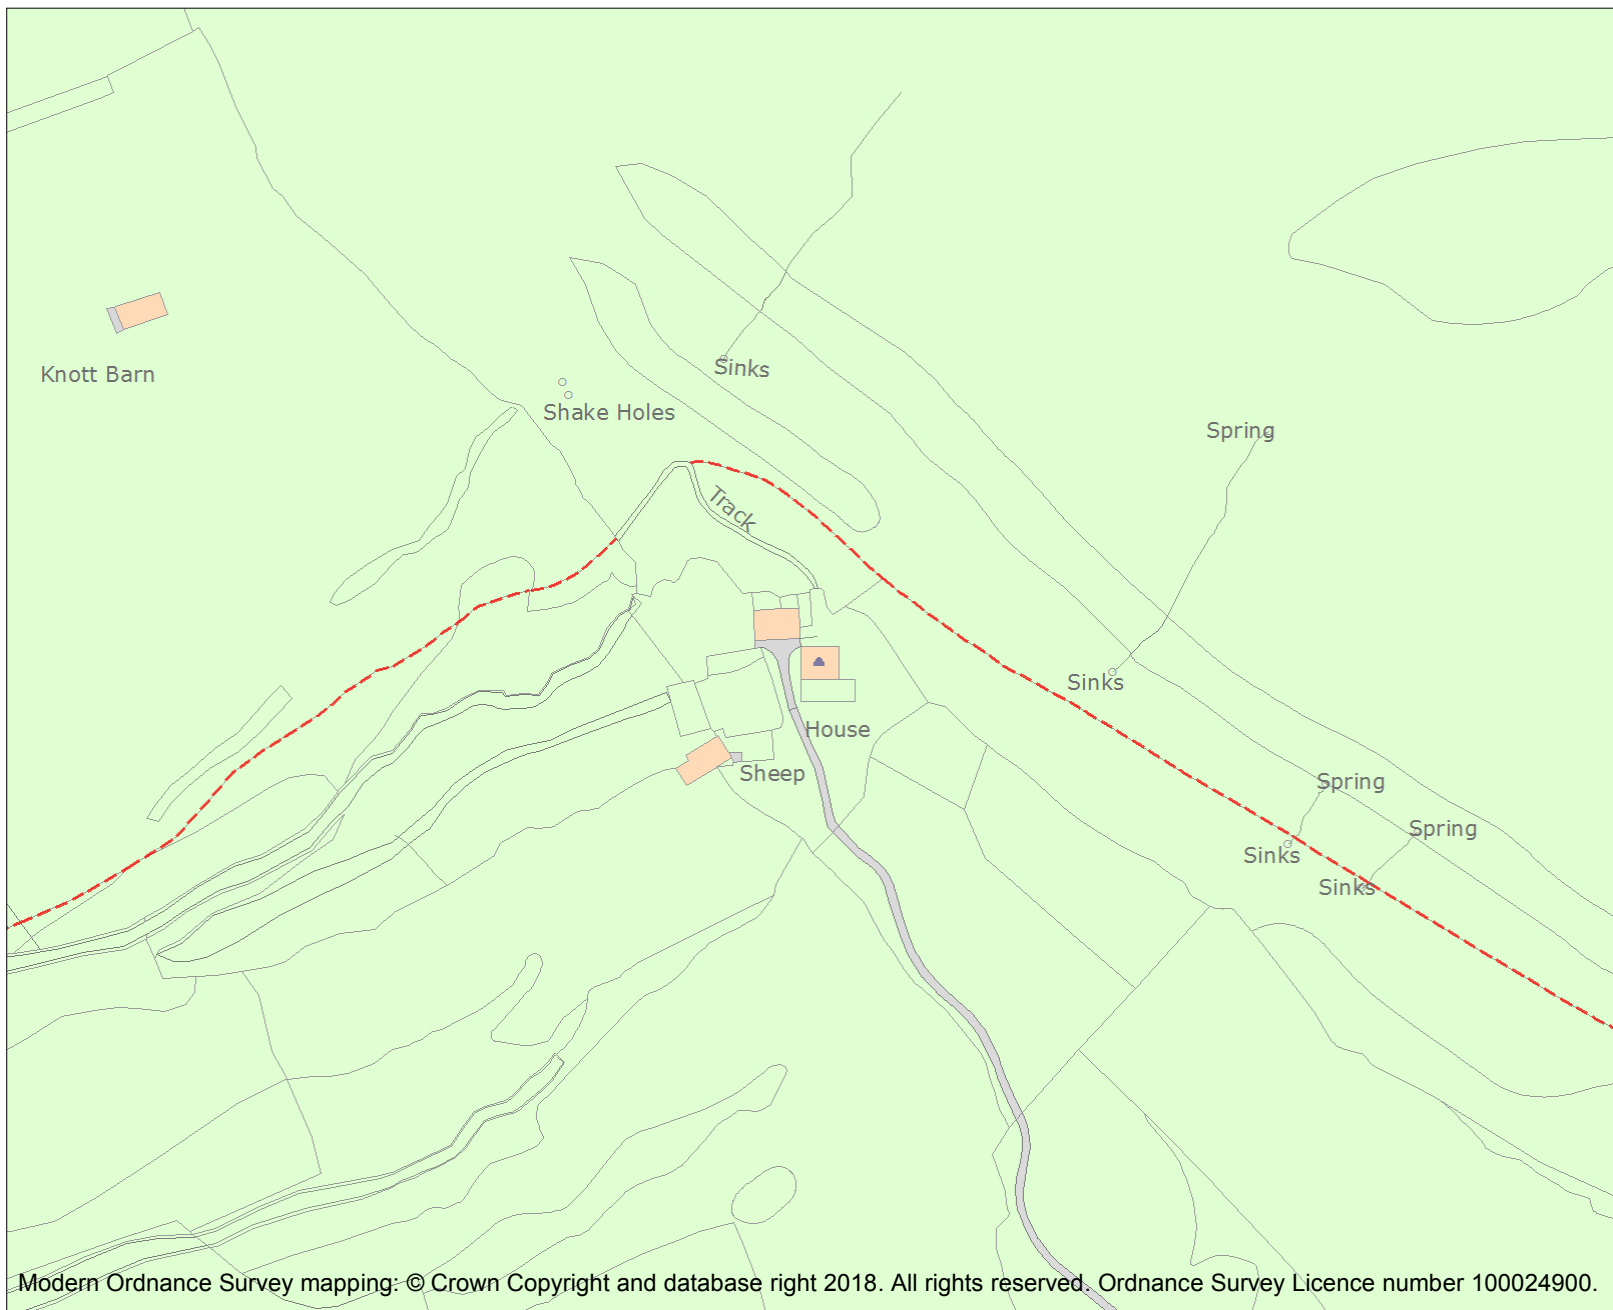 Knott Barn
Sinks
Shake Holes
Spring
Track
Sinks
House
Sheep
Spring
Spring
Sinks
Sinks
Modern Ordnance Survey mapping: © Crown Copyright and database right 2018. All rights reserved. Ordnance Survey Licence number 100024900.